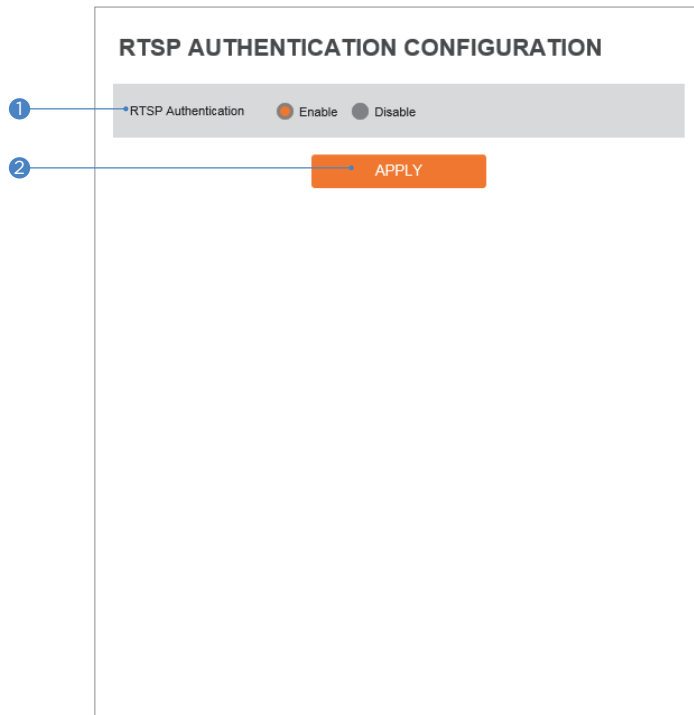 RTSP AUTHENTICATION CONFIGURATION
1 RTSP Authentication Enable Disable
2 APPLY